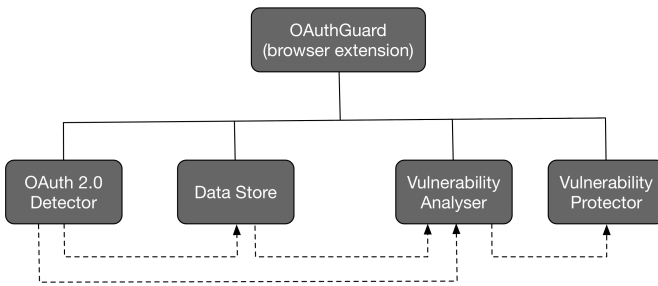 OAuthGuard
(browser extension)
OAuth 2.0
Detector
Data Store
Vulnerability
Analyser
Vulnerability
Protector